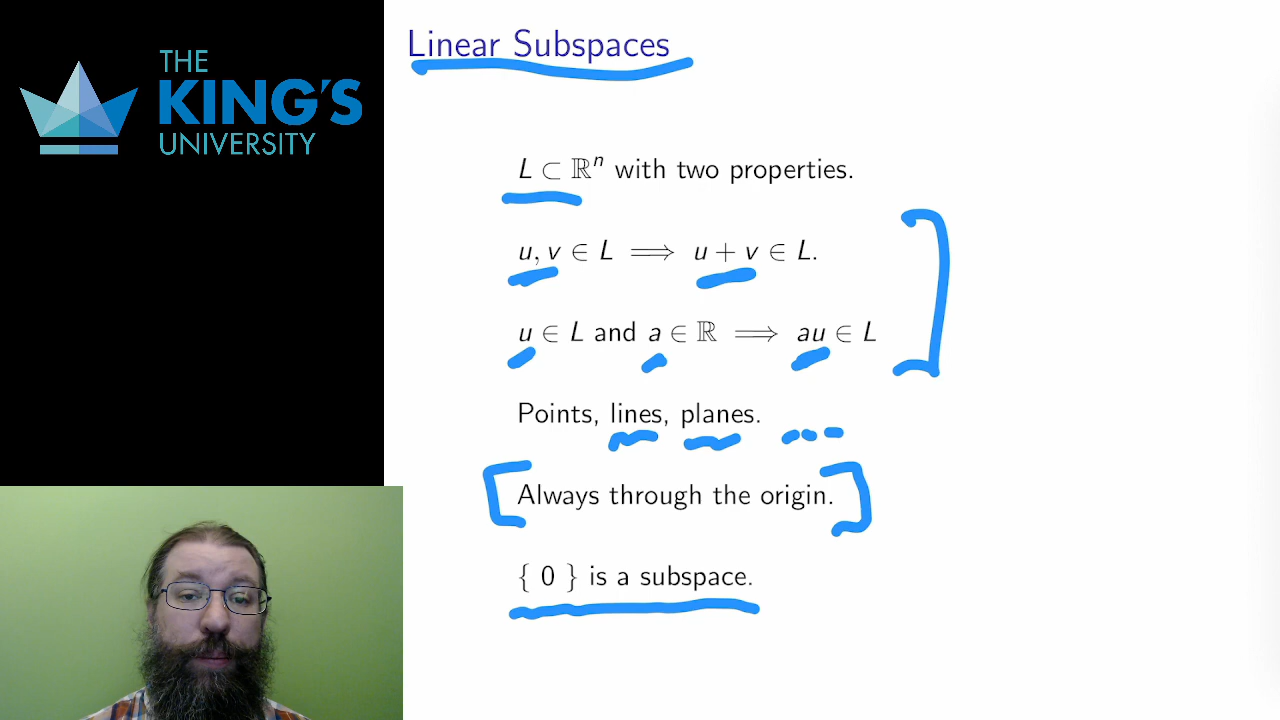 THE
KING'S
UNIVERSITY
Linear Subspaces
L ⊂ ℝⁿ with two properties.
u, v ∈ L ⟹ u + v ∈ L.
u ∈ L and a ∈ ℝ ⟹ au ∈ L
Points, lines, planes.
Always through the origin.
{ 0 } is a subspace.